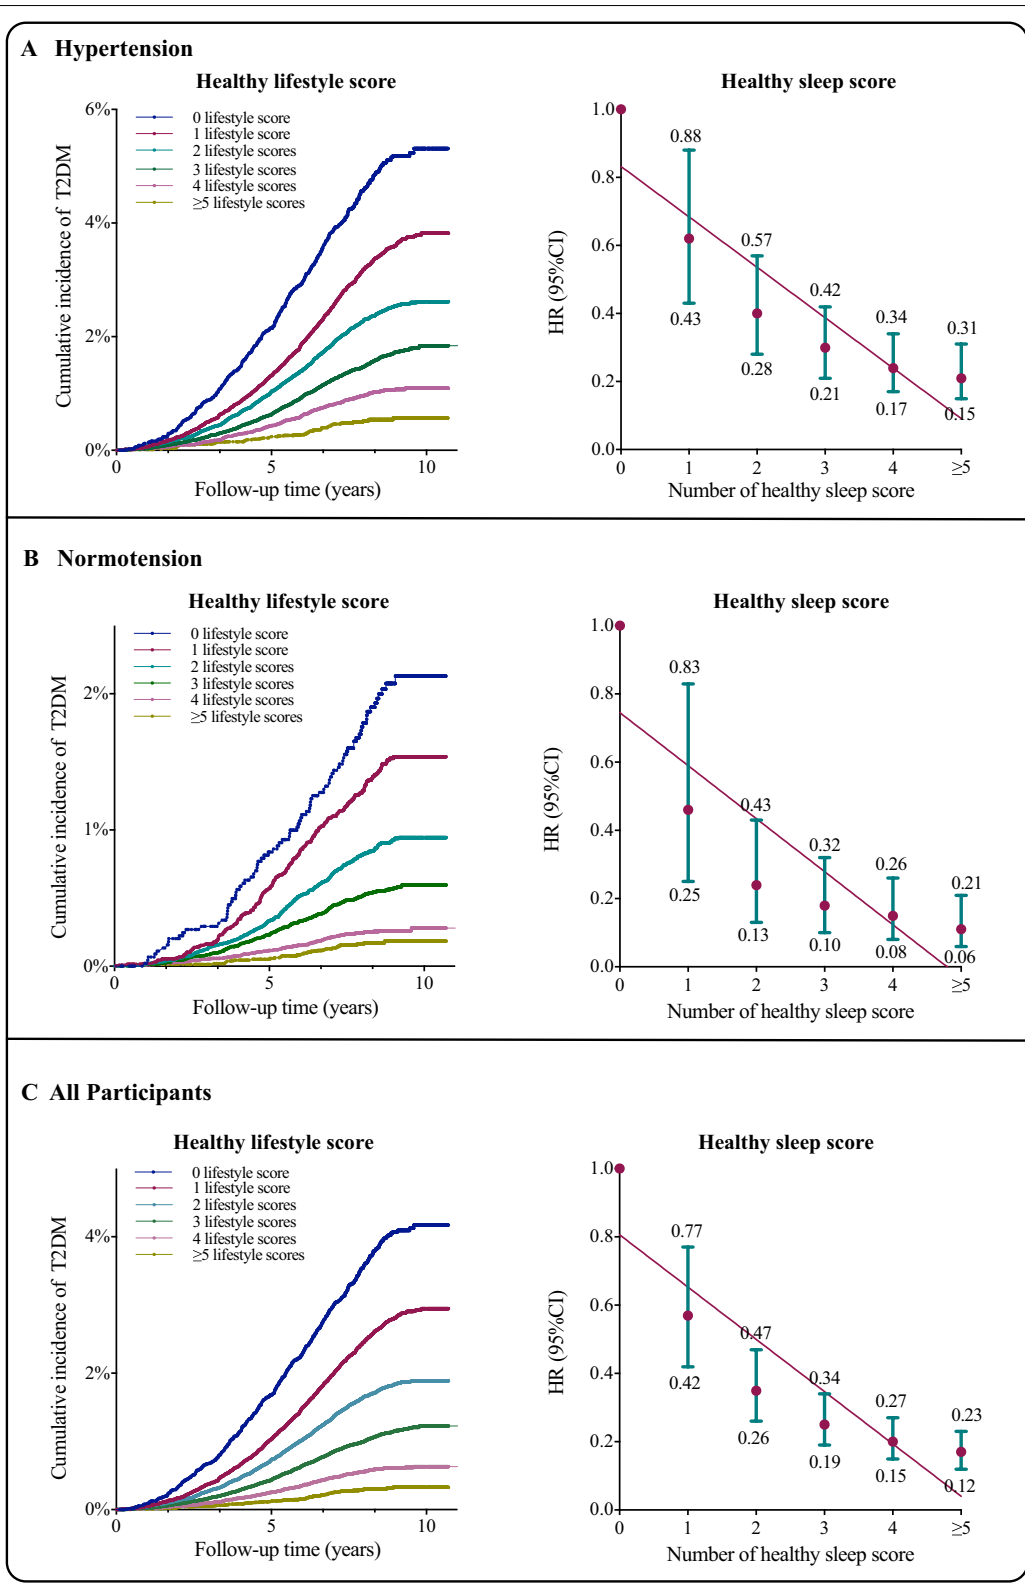 A Hypertension
Healthy lifestyle score
6%
4%
2%
0%
Cumulative incidence of T2DM
0 lifestyle score
1 lifestyle score
2 lifestyle scores
3 lifestyle scores
4 lifestyle scores
≥5 lifestyle scores
0 5 10
Follow-up time (years)
Healthy sleep score
1.0
0.8
0.6
0.4
0.2
0.0
HR (95%CI)
0.88
0.43
0.57
0.28
0.42
0.21
0.34
0.17
0.31
0.15
0 1 2 3 4 ≥5
Number of healthy sleep score
B Normotension
Healthy lifestyle score
2%
1%
0%
Cumulative incidence of T2DM
0 lifestyle score
1 lifestyle score
2 lifestyle scores
3 lifestyle scores
4 lifestyle scores
≥5 lifestyle scores
0 5 10
Follow-up time (years)
Healthy sleep score
1.0
0.8
0.6
0.4
0.2
0.0
HR (95%CI)
0.83
0.25
0.43
0.13
0.32
0.10
0.26
0.08
0.21
0.06
0 1 2 3 4 ≥5
Number of healthy sleep score
C All Participants
Healthy lifestyle score
4%
2%
0%
Cumulative incidence of T2DM
0 lifestyle score
1 lifestyle score
2 lifestyle scores
3 lifestyle scores
4 lifestyle scores
≥5 lifestyle scores
0 5 10
Follow-up time (years)
Healthy sleep score
1.0
0.8
0.6
0.4
0.2
0.0
HR (95%CI)
0.77
0.42
0.47
0.26
0.34
0.19
0.27
0.15
0.23
0.12
0 1 2 3 4 ≥5
Number of healthy sleep score